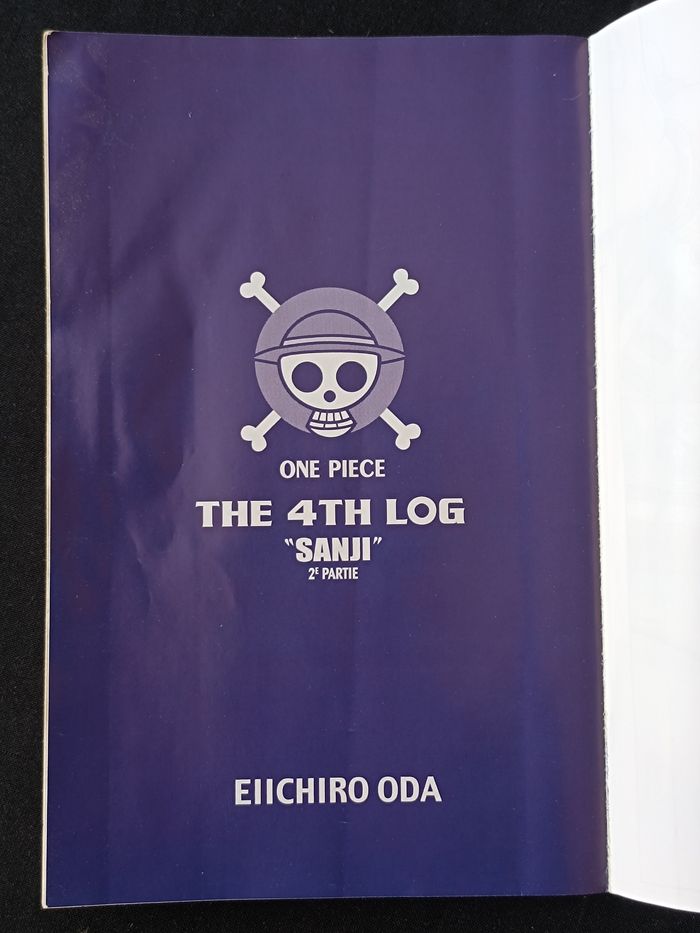 ONE PIECE
THE 4TH LOG
"SANJI"
2E PARTIE
EIICHIRO ODA